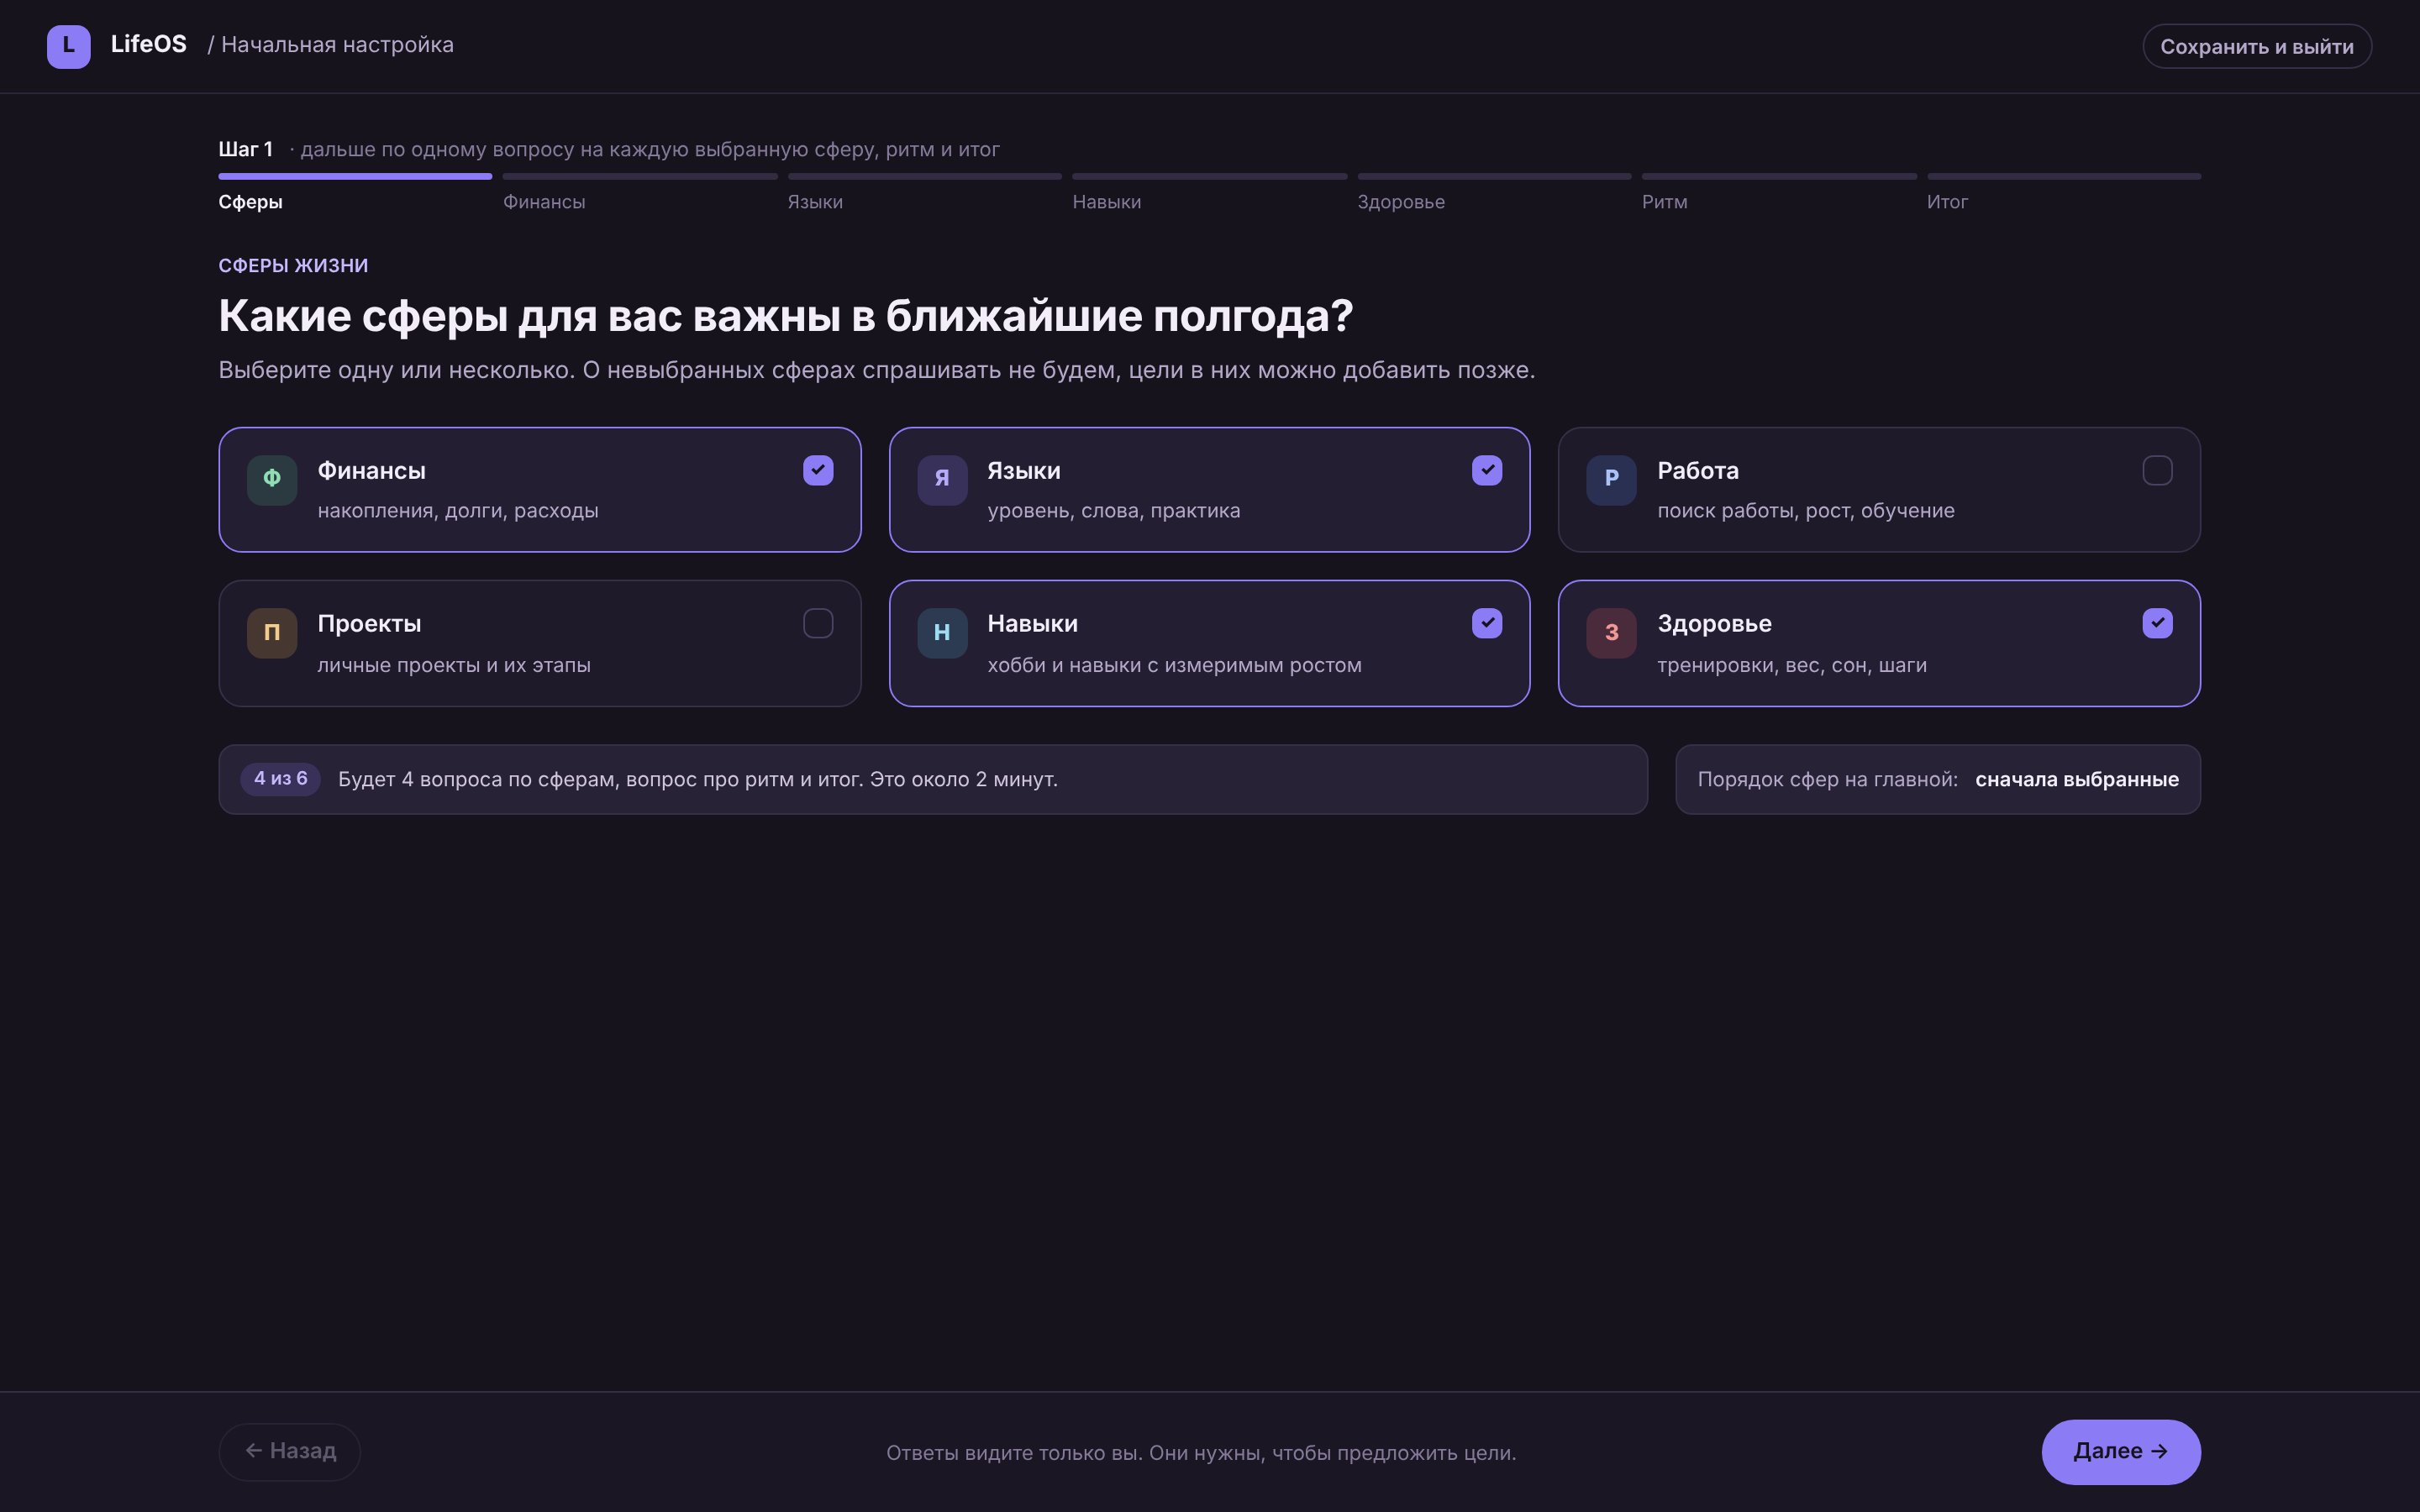 L LifeOS / Начальная настройка
Сохранить и выйти
Шаг 1 · дальше по одному вопросу на каждую выбранную сферу, ритм и итог
Сферы Финансы Языки Навыки Здоровье Ритм Итог
СФЕРЫ ЖИЗНИ
Какие сферы для вас важны в ближайшие полгода?
Выберите одну или несколько. О невыбранных сферах спрашивать не будем, цели в них можно добавить позже.
Ф Финансы
накопления, долги, расходы
Я Языки
уровень, слова, практика
Р Работа
поиск работы, рост, обучение
П Проекты
личные проекты и их этапы
Н Навыки
хобби и навыки с измеримым ростом
З Здоровье
тренировки, вес, сон, шаги
4 из 6 Будет 4 вопроса по сферам, вопрос про ритм и итог. Это около 2 минут.
Порядок сфер на главной: сначала выбранные
← Назад
Ответы видите только вы. Они нужны, чтобы предложить цели.
Далее →